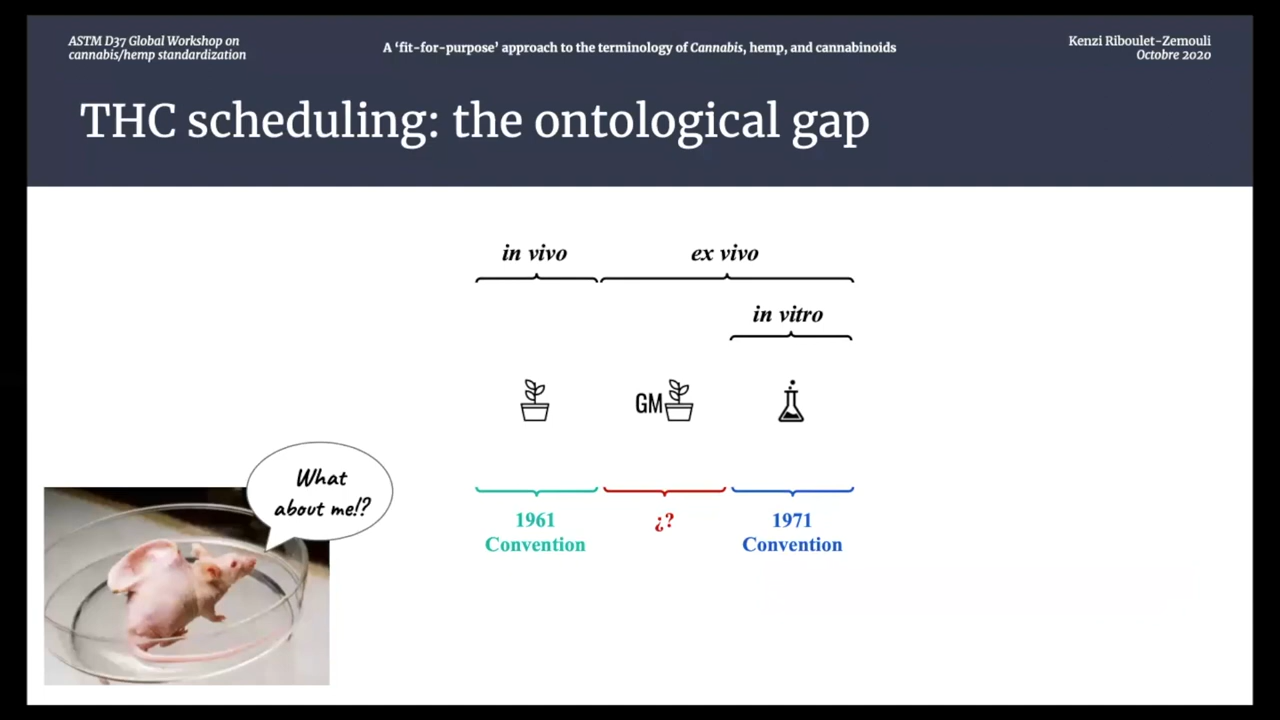 ASTM D37 Global Workshop on
cannabis/hemp standardization
A ‘fit-for-purpose’ approach to the terminology of Cannabis, hemp, and cannabinoids
Kenzi Riboulet-Zemouli
Octobre 2020
THC scheduling: the ontological gap
in vivo
ex vivo
in vitro
GM
What
about me!?
1961
Convention
¿?
1971
Convention